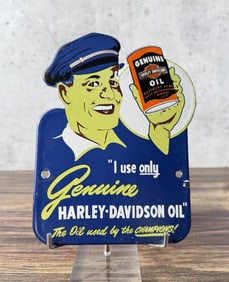 GENUINE
HARLEY-DAVIDSON
OIL
"I use only
Genuine
HARLEY-DAVIDSON OIL"
The Oil used by the CHAMPIONS!